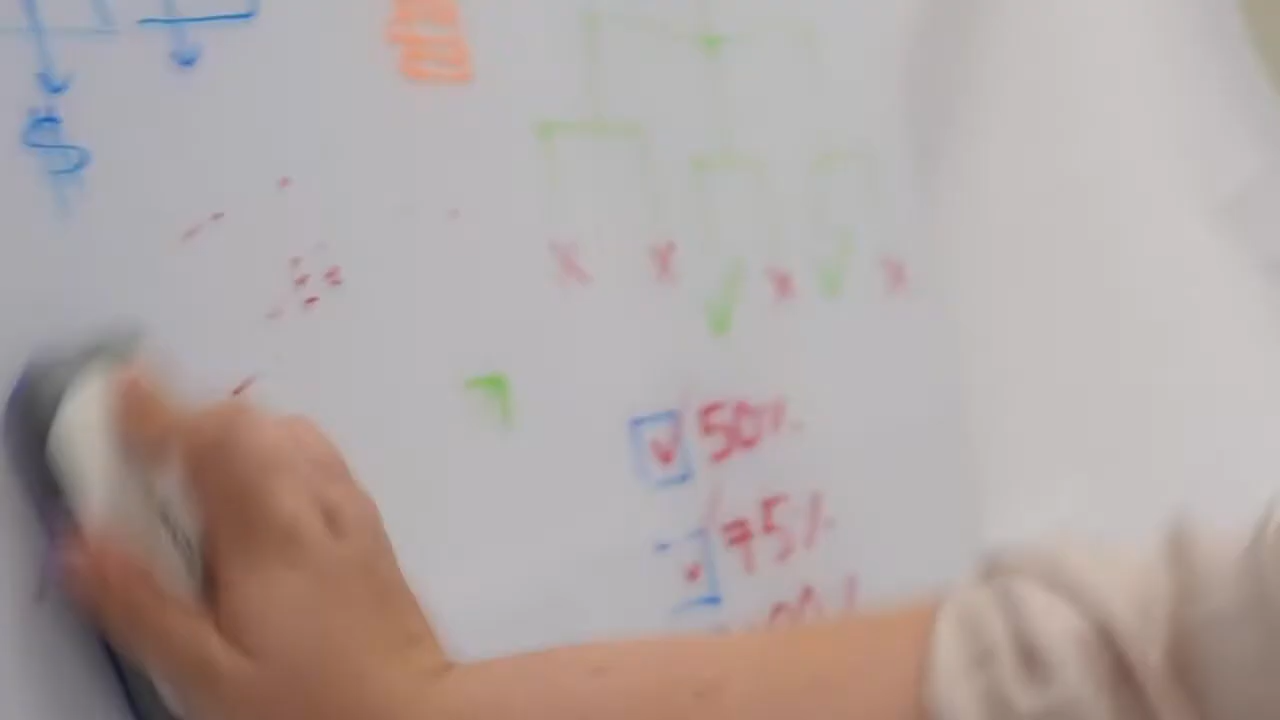 $
x x ✓ x ✓ x
50%
75%